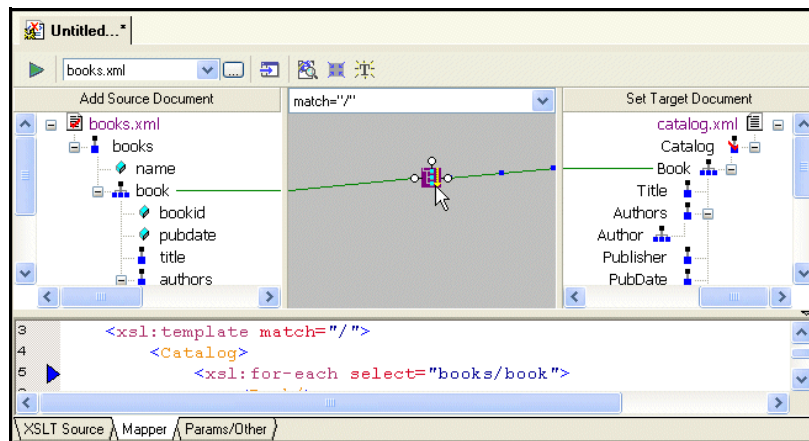 Untitled...*
books.xml
...
T
Add Source Document
match="/"
Set Target Document
books.xml
books
name
book
bookid
pubdate
title
authors
catalog.xml
Catalog
Book
Title
Authors
Author
Publisher
PubDate
3 <xsl:template match="/">
4 <Catalog>
5 <xsl:for-each select="books/book">
XSLT Source Mapper Params/Other